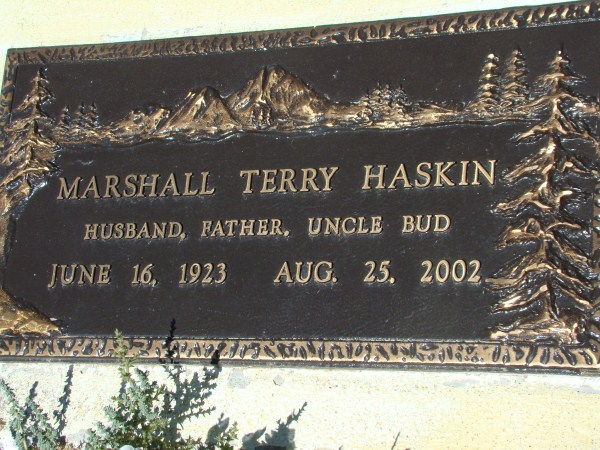 MARSHALL TERRY HASKIN
HUSBAND, FATHER, UNCLE BUD
JUNE 16, 1923 AUG. 25, 2002